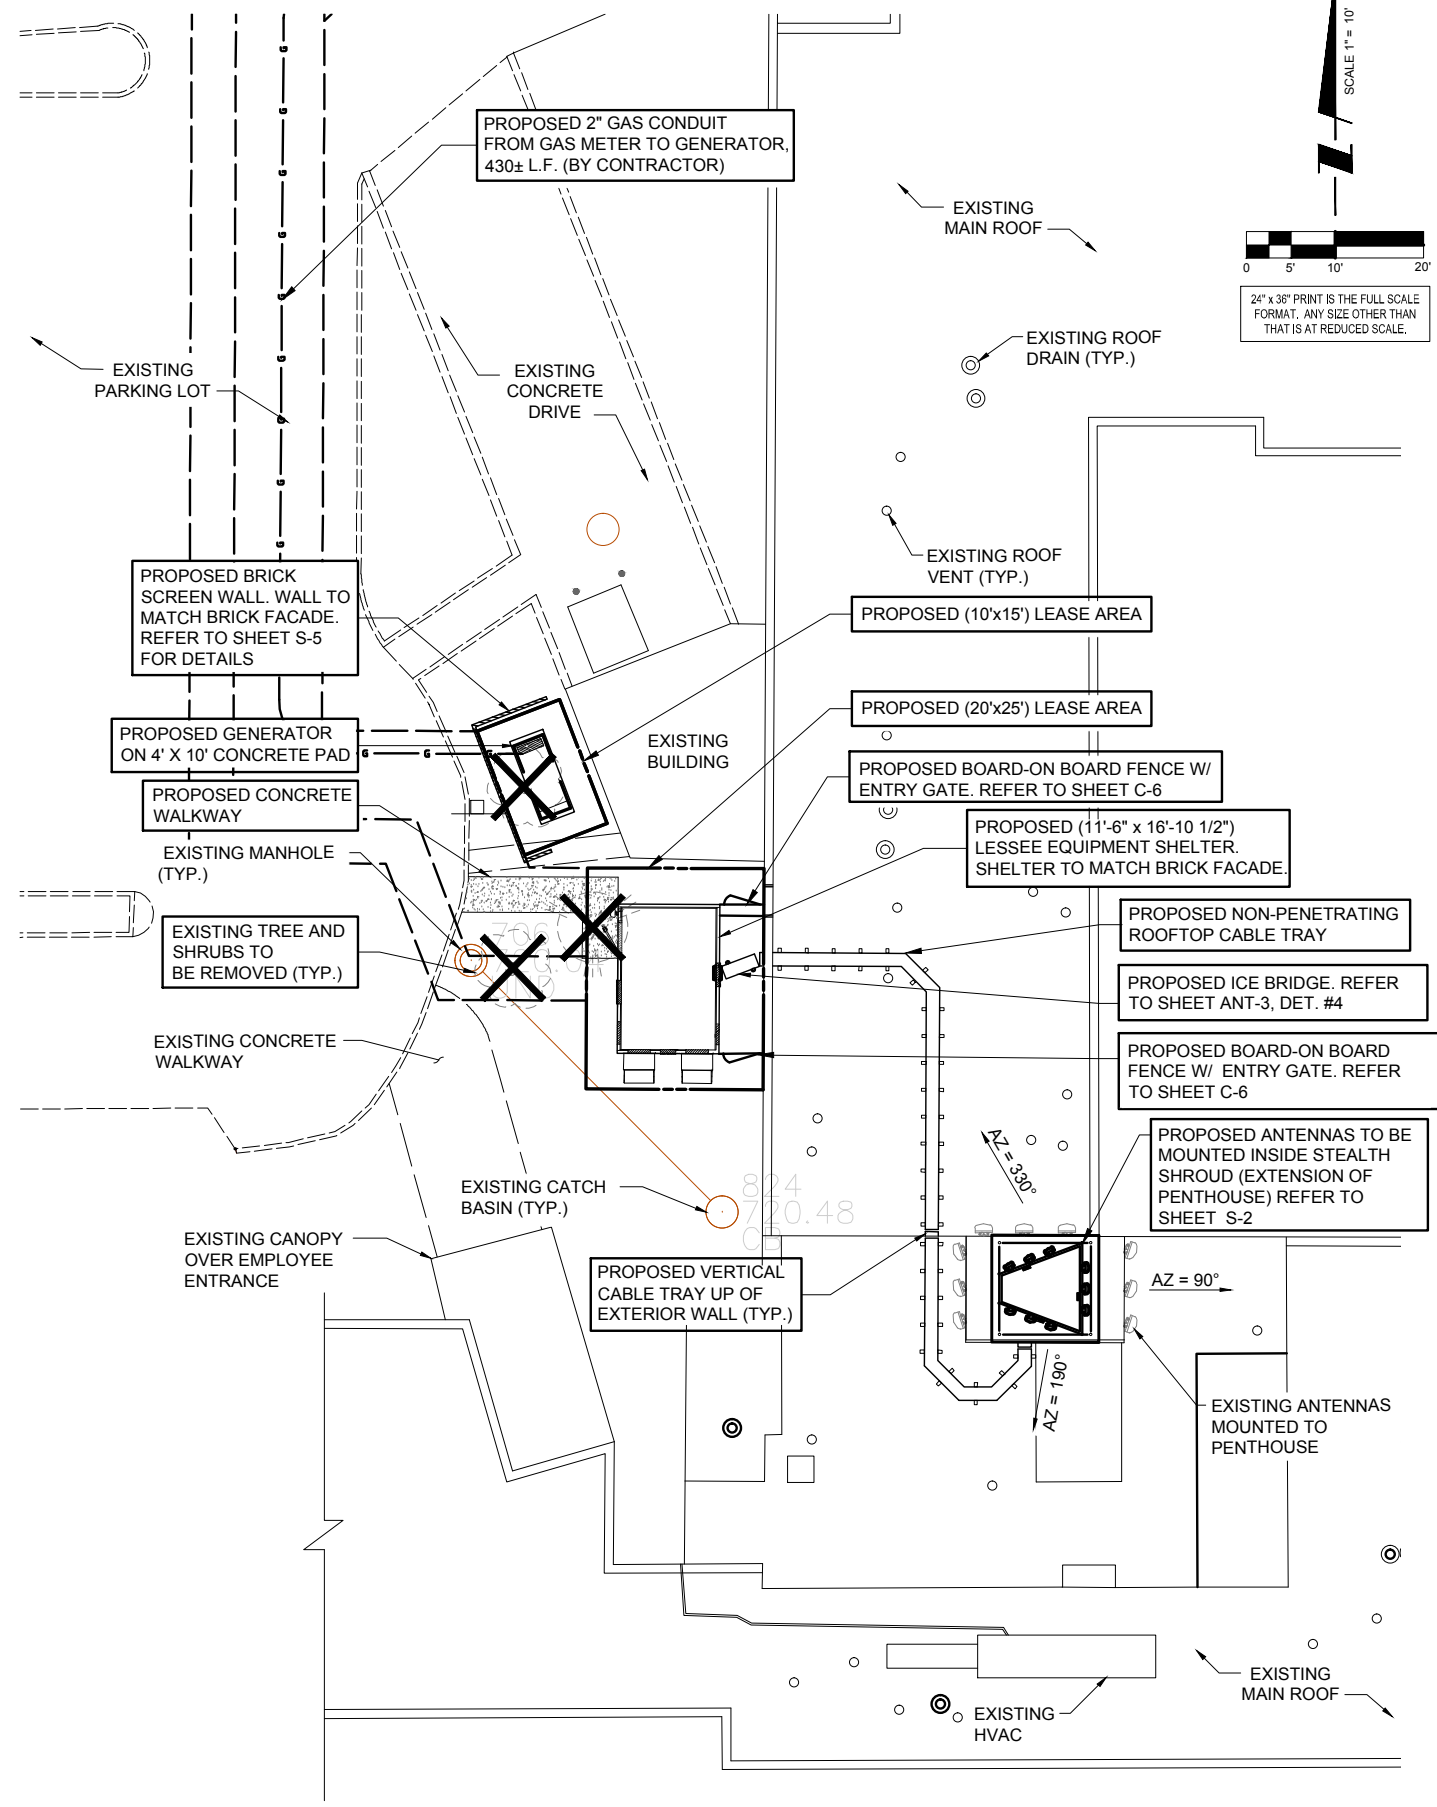 SCALE 1" = 10'
0 5' 10' 20'
24" x 36" PRINT IS THE FULL SCALE
FORMAT. ANY SIZE OTHER THAN
THAT IS AT REDUCED SCALE.
PROPOSED 2" GAS CONDUIT
FROM GAS METER TO GENERATOR,
430± L.F. (BY CONTRACTOR)
EXISTING
MAIN ROOF
EXISTING ROOF
DRAIN (TYP.)
EXISTING
PARKING LOT
EXISTING
CONCRETE
DRIVE
G
G
G
G
G
G
G
G
G
EXISTING ROOF
VENT (TYP.)
PROPOSED BRICK
SCREEN WALL. WALL TO
MATCH BRICK FACADE.
REFER TO SHEET S-5
FOR DETAILS
PROPOSED (10'x15') LEASE AREA
PROPOSED (20'x25') LEASE AREA
PROPOSED GENERATOR
ON 4' X 10' CONCRETE PAD
G G G
EXISTING
BUILDING
PROPOSED BOARD-ON BOARD FENCE W/
ENTRY GATE. REFER TO SHEET C-6
PROPOSED CONCRETE
WALKWAY
PROPOSED (11'-6" x 16'-10 1/2")
LESSEE EQUIPMENT SHELTER.
SHELTER TO MATCH BRICK FACADE.
EXISTING MANHOLE
(TYP.)
PROPOSED NON-PENETRATING
ROOFTOP CABLE TRAY
EXISTING TREE AND
SHRUBS TO
BE REMOVED (TYP.)
PROPOSED ICE BRIDGE. REFER
TO SHEET ANT-3, DET. #4
EXISTING CONCRETE
WALKWAY
PROPOSED BOARD-ON BOARD
FENCE W/ ENTRY GATE. REFER
TO SHEET C-6
AZ = 330°
PROPOSED ANTENNAS TO BE
MOUNTED INSIDE STEALTH
SHROUD (EXTENSION OF
PENTHOUSE) REFER TO
SHEET S-2
EXISTING CATCH
BASIN (TYP.)
824
720.48
CB
EXISTING CANOPY
OVER EMPLOYEE
ENTRANCE
PROPOSED VERTICAL
CABLE TRAY UP OF
EXTERIOR WALL (TYP.)
AZ = 90°
AZ = 190°
EXISTING ANTENNAS
MOUNTED TO
PENTHOUSE
EXISTING
HVAC
EXISTING
MAIN ROOF